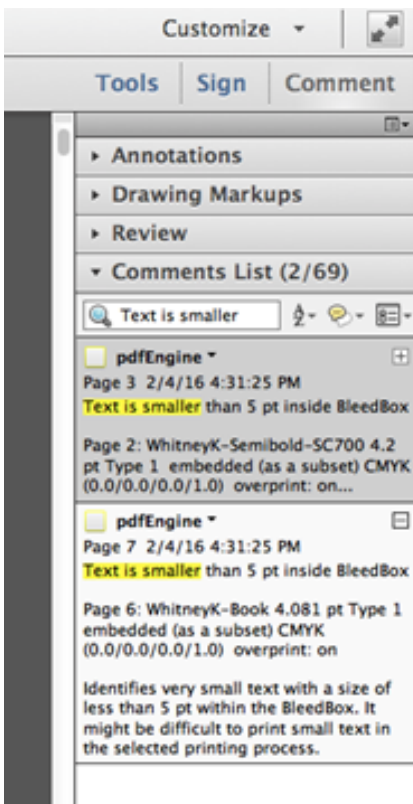 Customize
Tools Sign Comment
Annotations
Drawing Markups
Review
Comments List (2/69)
Text is smaller
pdfEngine
Page 3 2/4/16 4:31:25 PM
Text is smaller than 5 pt inside BleedBox
Page 2: WhitneyK-Semibold-SC700 4.2
pt Type 1 embedded (as a subset) CMYK
(0.0/0.0/0.0/1.0) overprint: on...
pdfEngine
Page 7 2/4/16 4:31:25 PM
Text is smaller than 5 pt inside BleedBox
Page 6: WhitneyK-Book 4.081 pt Type 1
embedded (as a subset) CMYK
(0.0/0.0/0.0/1.0) overprint: on
Identifies very small text with a size of
less than 5 pt within the BleedBox. It
might be difficult to print small text in
the selected printing process.